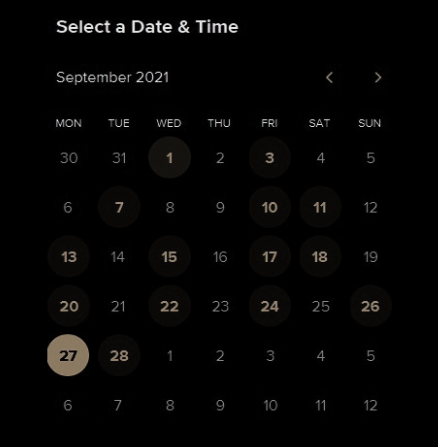 Select a Date & Time
September 2021
MON TUE WED THU FRI SAT SUN
30 31 1 2 3 4 5
6 7 8 9 10 11 12
13 14 15 16 17 18 19
20 21 22 23 24 25 26
27 28 1 2 3 4 5
6 7 8 9 10 11 12